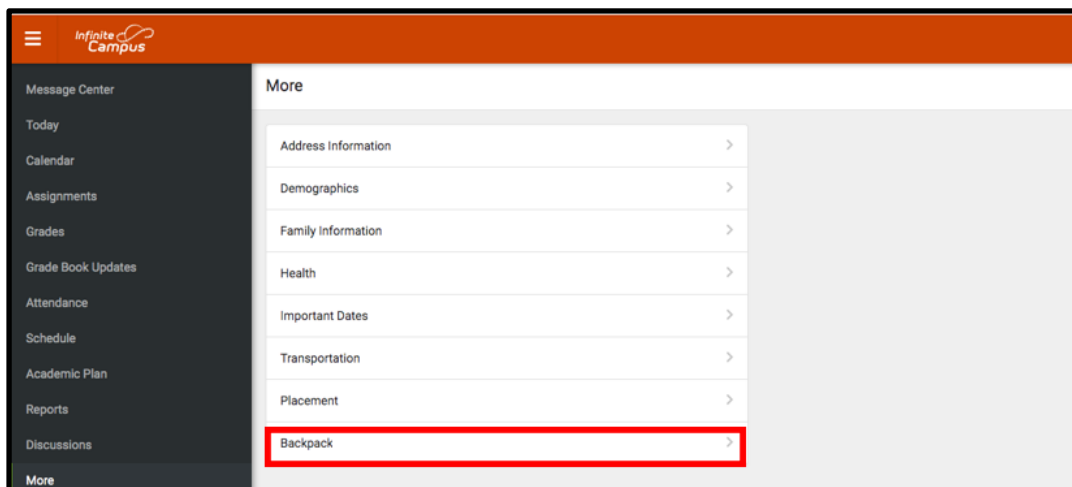 Infinite
Campus
Message Center
Today
Calendar
Assignments
Grades
Grade Book Updates
Attendance
Schedule
Academic Plan
Reports
Discussions
More
More
Address Information
Demographics
Family Information
Health
Important Dates
Transportation
Placement
Backpack